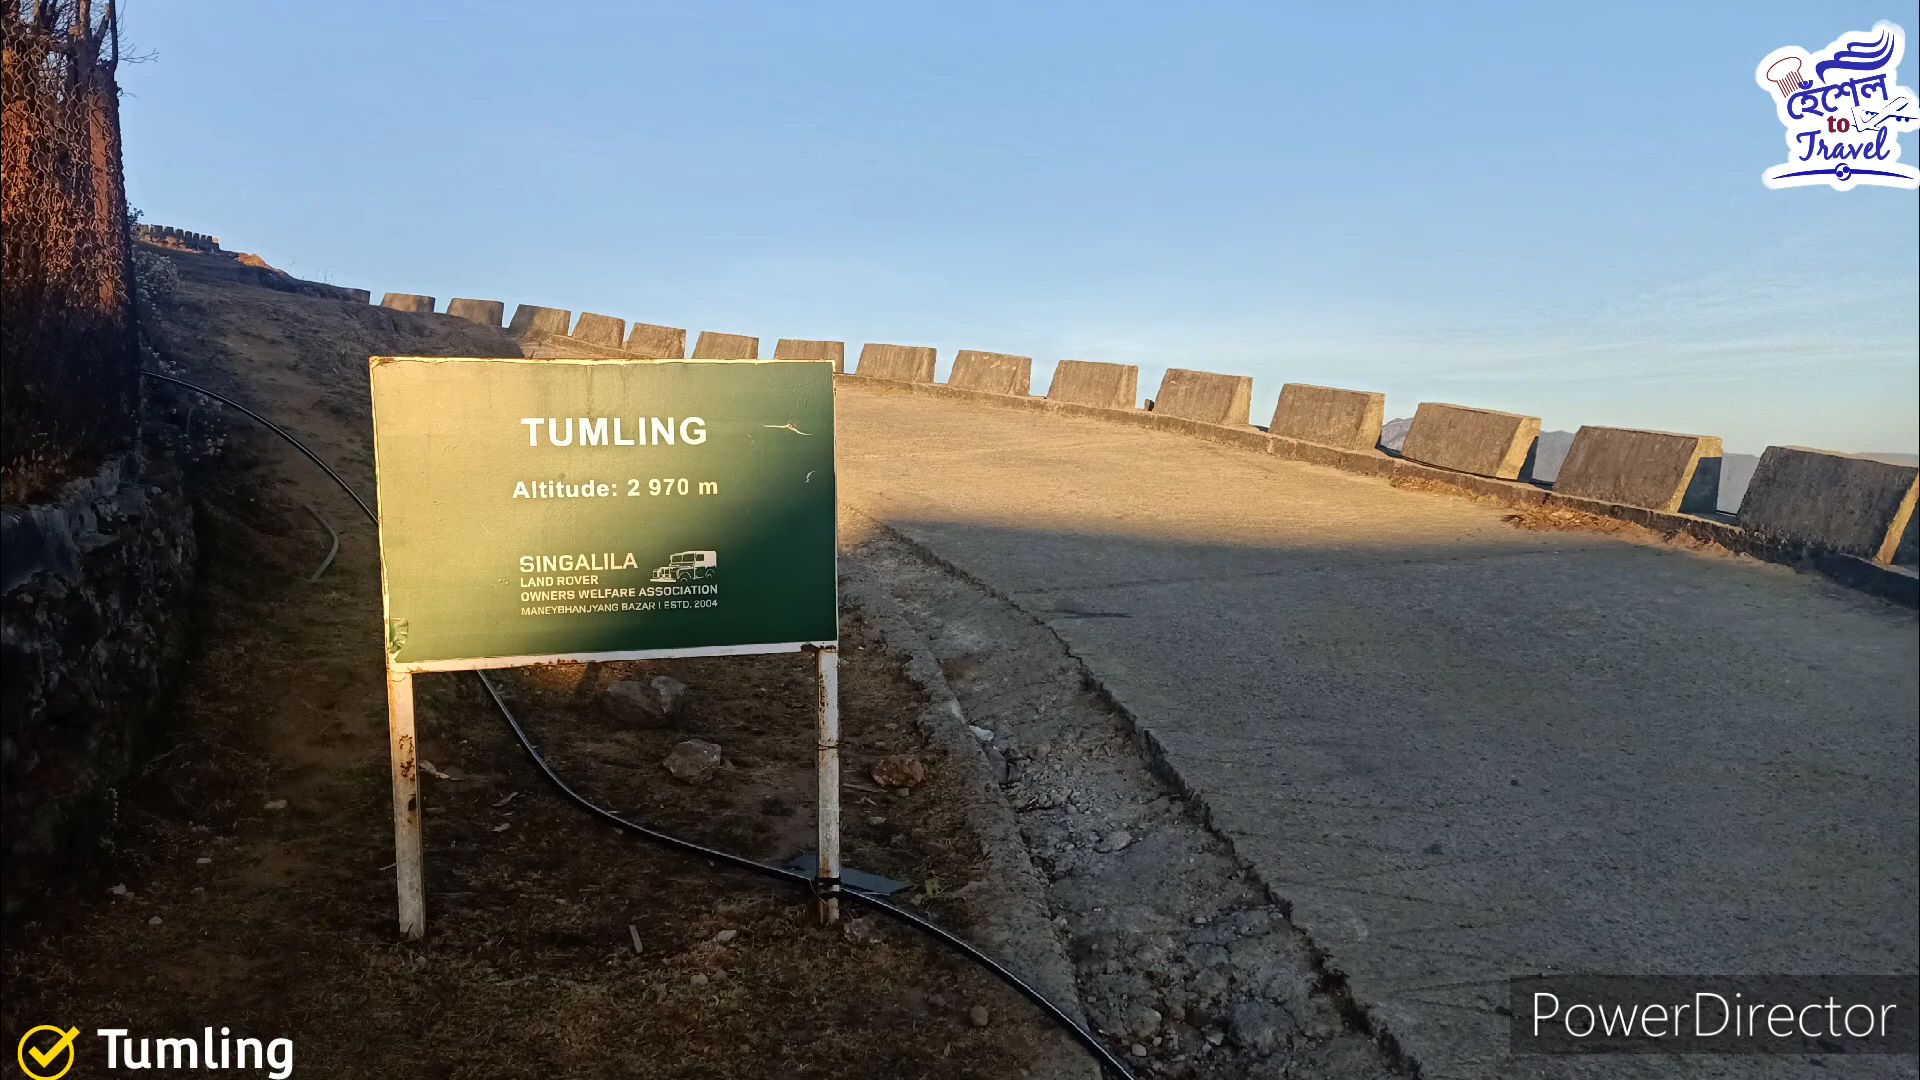 হেঁশেল
to
Travel
TUMLING
Altitude: 2 970 m
SINGALILA
LAND ROVER
OWNERS WELFARE ASSOCIATION
MANEYBHANJYANG BAZAR | ESTD. 2004
PowerDirector
Tumling